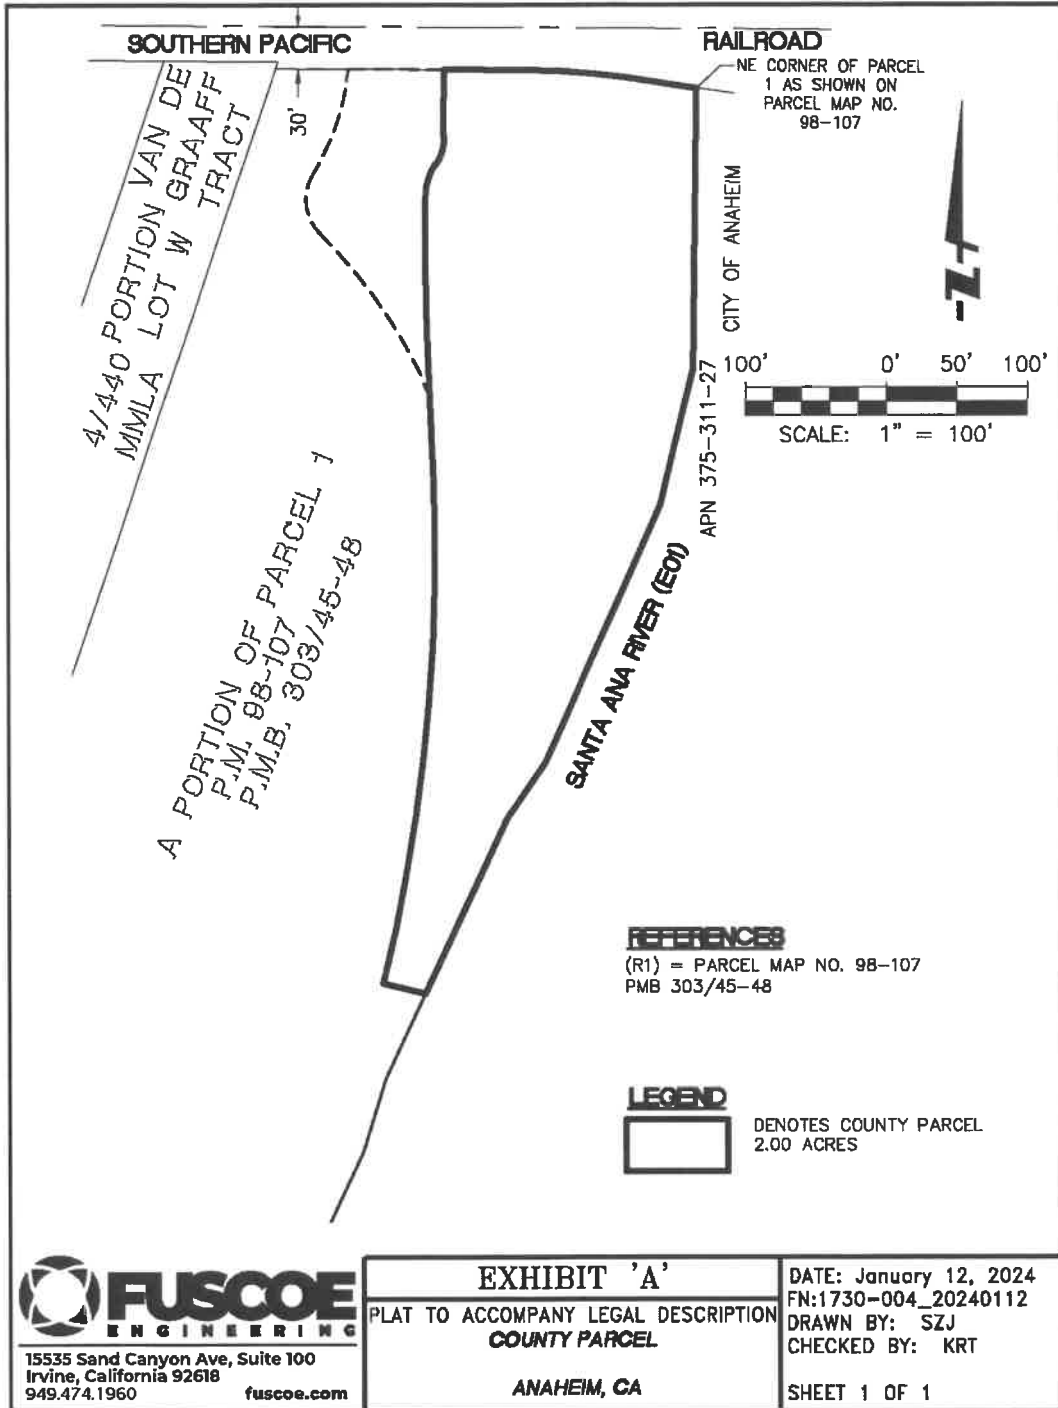 SOUTHERN PACIFIC
RAILROAD
NE CORNER OF PARCEL
1 AS SHOWN ON
PARCEL MAP NO.
98-107
30'
4/440 PORTION VAN DE
MMLA LOT W GRAAFF
TRACT
CITY OF ANAHEIM
APN 375-311-27
N
100' 0' 50' 100'
SCALE: 1" = 100'
A PORTION OF PARCEL 1
P.M. 98-107
P.M.B. 303/45-48
SANTA ANA RIVER (E01)
REFERENCES
(R1) = PARCEL MAP NO. 98-107
PMB 303/45-48
LEGEND
DENOTES COUNTY PARCEL
2.00 ACRES
FUSCOE
ENGINEERING
15535 Sand Canyon Ave, Suite 100
Irvine, California 92618
949.474.1960 fuscoe.com
EXHIBIT 'A'
PLAT TO ACCOMPANY LEGAL DESCRIPTION
COUNTY PARCEL
ANAHEIM, CA
DATE: January 12, 2024
FN:1730-004_20240112
DRAWN BY: SZJ
CHECKED BY: KRT
SHEET 1 OF 1